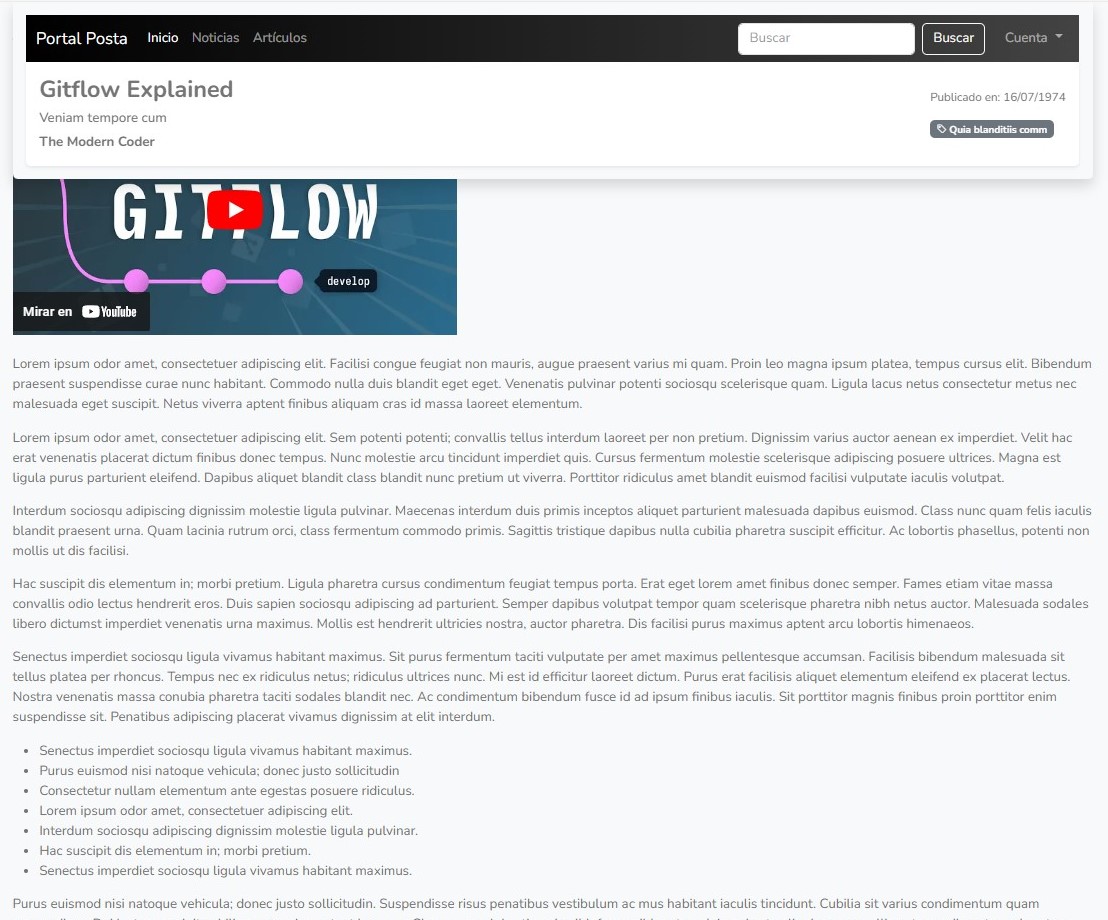 Portal Posta Inicio Noticias Artículos Buscar Buscar Cuenta
Gitflow Explained
Publicado en: 16/07/1974
Veniam tempore cum
Quia blanditiis comm
The Modern Coder
GITFLOW
develop
Mirar en YouTube
Lorem ipsum odor amet, consectetuer adipiscing elit. Facilisi congue feugiat non mauris, augue praesent varius mi quam. Proin leo magna ipsum platea, tempus cursus elit. Bibendum
praesent suspendisse curae nunc habitant. Commodo nulla duis blandit eget eget. Venenatis pulvinar potenti sociosqu scelerisque quam. Ligula lacus netus consectetur metus nec
malesuada eget suscipit. Netus viverra aptent finibus aliquam cras id massa laoreet elementum.
Lorem ipsum odor amet, consectetuer adipiscing elit. Sem potenti potenti; convallis tellus interdum laoreet per non pretium. Dignissim varius auctor aenean ex imperdiet. Velit hac
erat venenatis placerat dictum finibus donec tempus. Nunc molestie arcu tincidunt imperdiet quis. Cursus fermentum molestie scelerisque adipiscing posuere ultrices. Magna est
ligula purus parturient eleifend. Dapibus aliquet blandit class blandit nunc pretium ut viverra. Porttitor ridiculus amet blandit euismod facilisi vulputate iaculis volutpat.
Interdum sociosqu adipiscing dignissim molestie ligula pulvinar. Maecenas interdum duis primis inceptos aliquet parturient malesuada dapibus euismod. Class nunc quam felis iaculis
blandit praesent urna. Quam lacinia rutrum orci, class fermentum commodo primis. Sagittis tristique dapibus nulla cubilia pharetra suscipit efficitur. Ac lobortis phasellus, potenti non
mollis ut dis facilisi.
Hac suscipit dis elementum in; morbi pretium. Ligula pharetra cursus condimentum feugiat tempus porta. Erat eget lorem amet finibus donec semper. Fames etiam vitae massa
convallis odio lectus hendrerit eros. Duis sapien sociosqu adipiscing ad parturient. Semper dapibus volutpat tempor quam scelerisque pharetra nibh netus auctor. Malesuada sodales
libero dictumst imperdiet venenatis urna maximus. Mollis est hendrerit ultricies nostra, auctor pharetra. Dis facilisi purus maximus aptent arcu lobortis himenaeos.
Senectus imperdiet sociosqu ligula vivamus habitant maximus. Sit purus fermentum taciti vulputate per amet maximus pellentesque accumsan. Facilisis bibendum malesuada sit
tellus platea per rhoncus. Tempus nec ex ridiculus netus; ridiculus ultrices nunc. Mi est id efficitur laoreet dictum. Purus erat facilisis aliquet elementum eleifend ex placerat lectus.
Nostra venenatis massa conubia pharetra taciti sodales blandit nec. Ac condimentum bibendum fusce id ad ipsum finibus iaculis. Sit porttitor magnis finibus proin porttitor enim
suspendisse sit. Penatibus adipiscing placerat vivamus dignissim at elit interdum.
• Senectus imperdiet sociosqu ligula vivamus habitant maximus.
• Purus euismod nisi natoque vehicula; donec justo sollicitudin
• Consectetur nullam elementum ante egestas posuere ridiculus.
• Lorem ipsum odor amet, consectetuer adipiscing elit.
• Interdum sociosqu adipiscing dignissim molestie ligula pulvinar.
• Hac suscipit dis elementum in; morbi pretium.
• Senectus imperdiet sociosqu ligula vivamus habitant maximus.
Purus euismod nisi natoque vehicula; donec justo sollicitudin. Suspendisse risus penatibus vestibulum ac mus habitant iaculis tincidunt. Cubilia sit varius condimentum quam